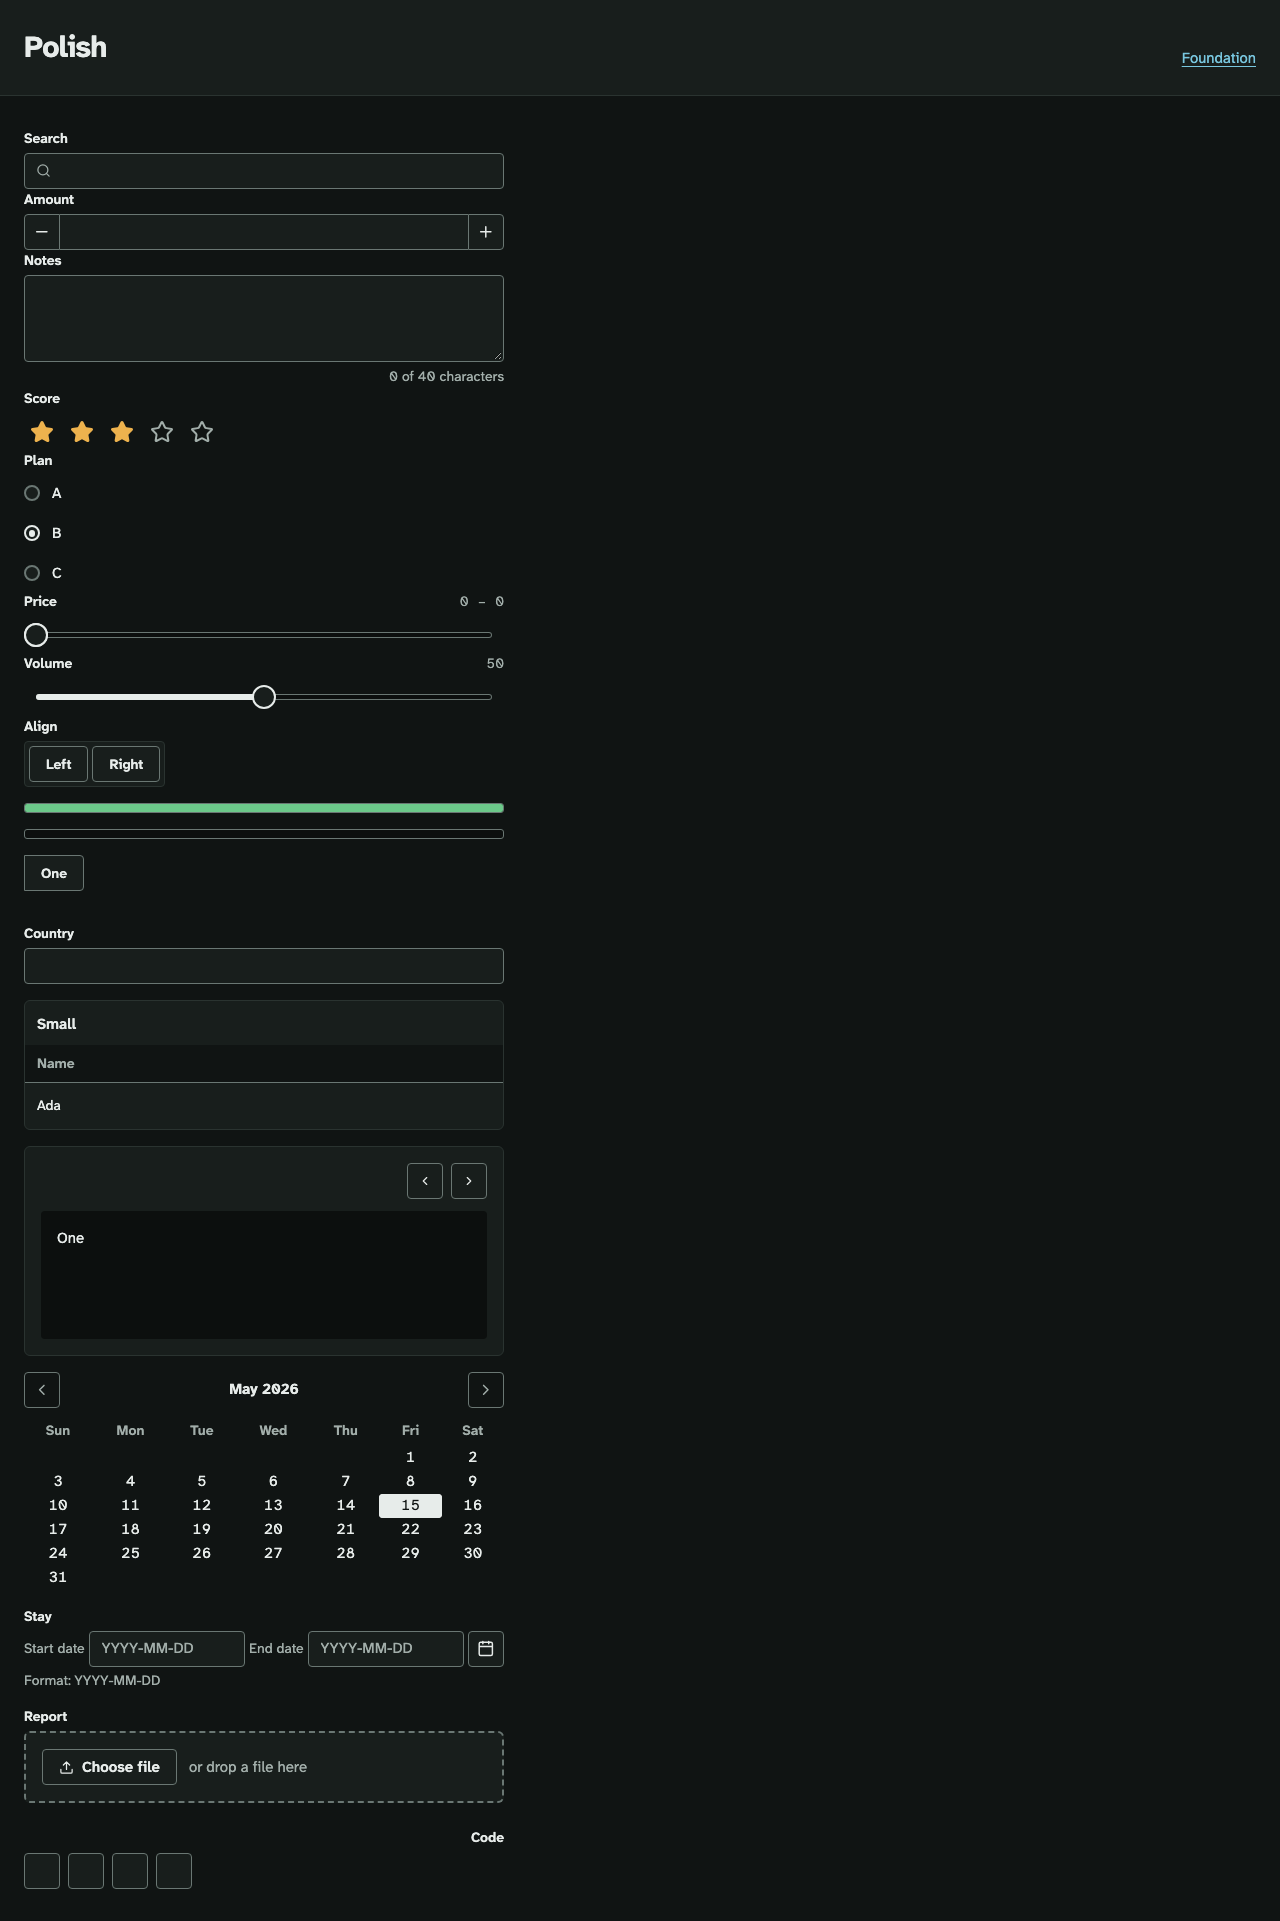 Polish
Foundation
Search
Amount
Notes
0 of 40 characters
Score
Plan
A
B
C
Price 0 – 0
Volume 50
Align
Left Right
One
Country
Small
Name
Ada
One
May 2026
Sun Mon Tue Wed Thu Fri Sat
1 2
3 4 5 6 7 8 9
10 11 12 13 14 15 16
17 18 19 20 21 22 23
24 25 26 27 28 29 30
31
Stay
Start date YYYY-MM-DD End date YYYY-MM-DD
Format: YYYY-MM-DD
Report
Choose file or drop a file here
Code